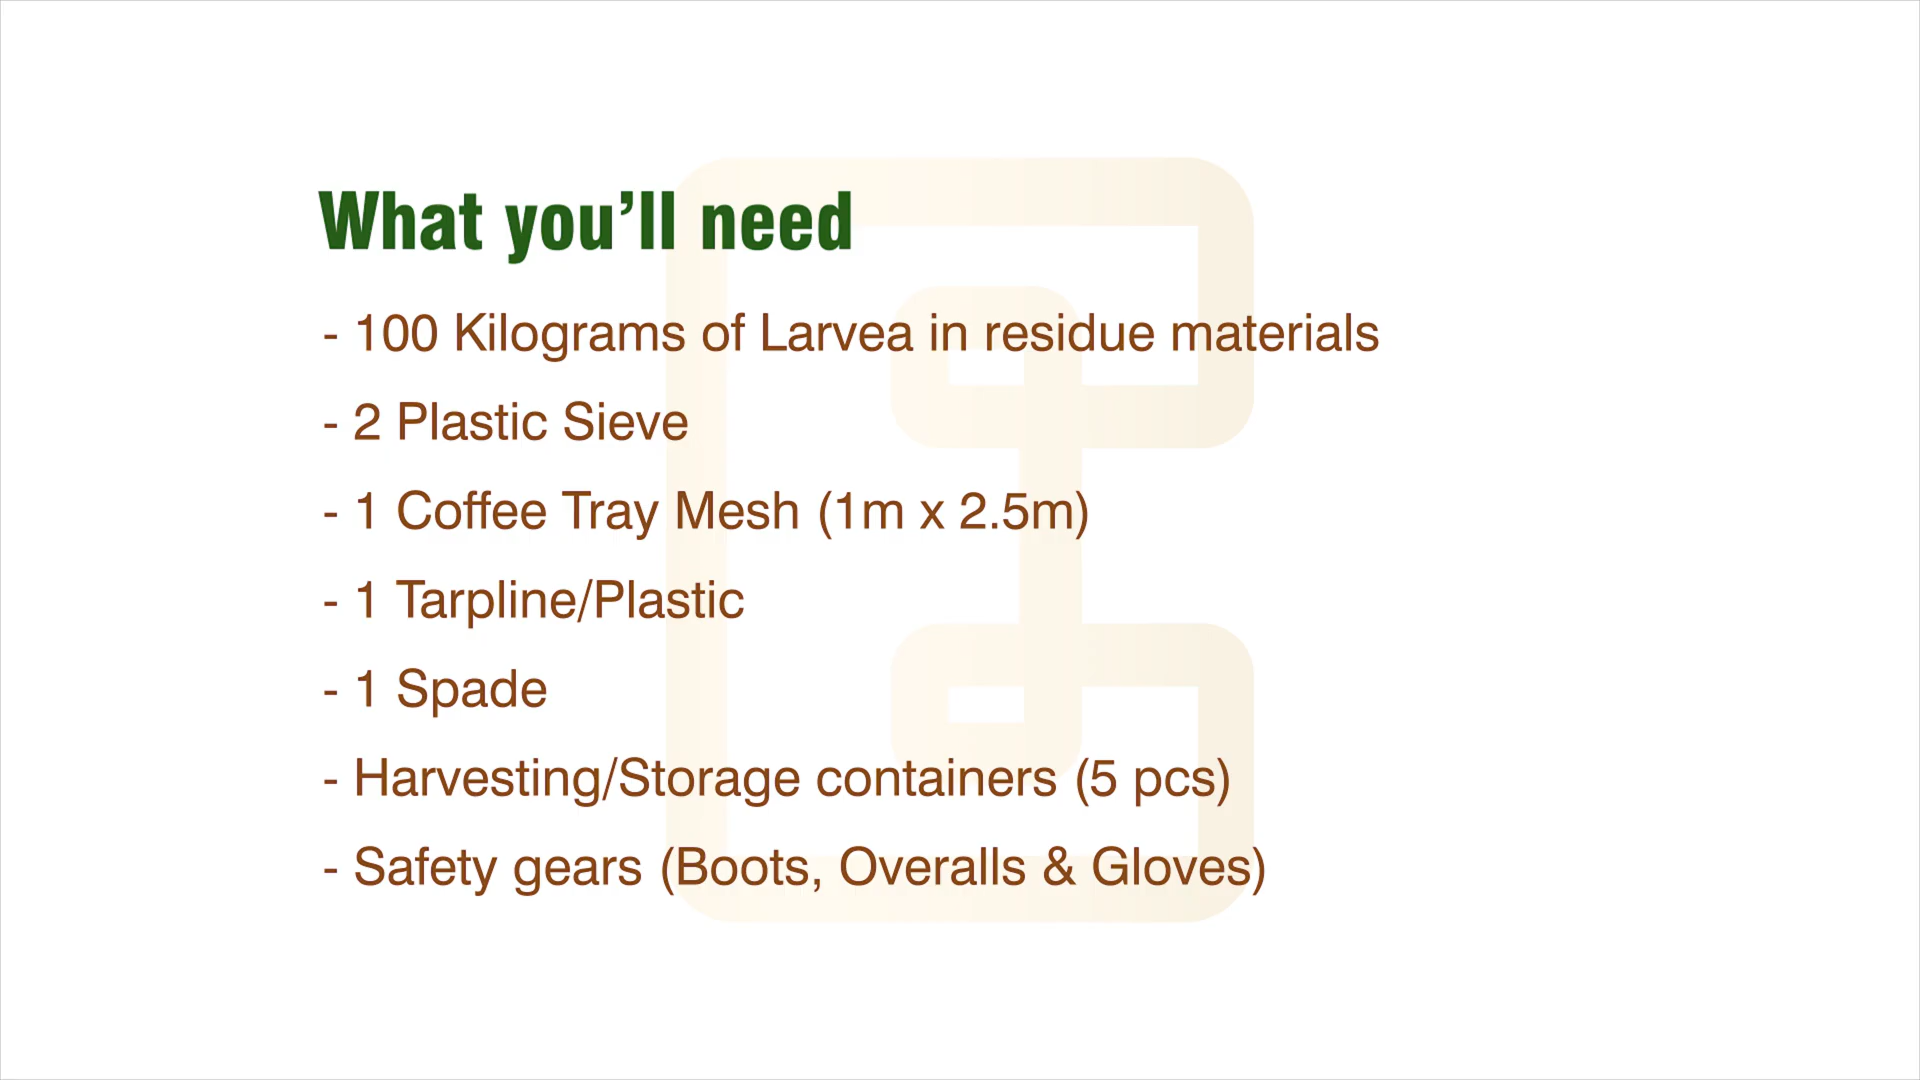 What you’ll need
- 100 Kilograms of Larvea in residue materials
- 2 Plastic Sieve
- 1 Coffee Tray Mesh (1m x 2.5m)
- 1 Tarpline/Plastic
- 1 Spade
- Harvesting/Storage containers (5 pcs)
- Safety gears (Boots, Overalls & Gloves)